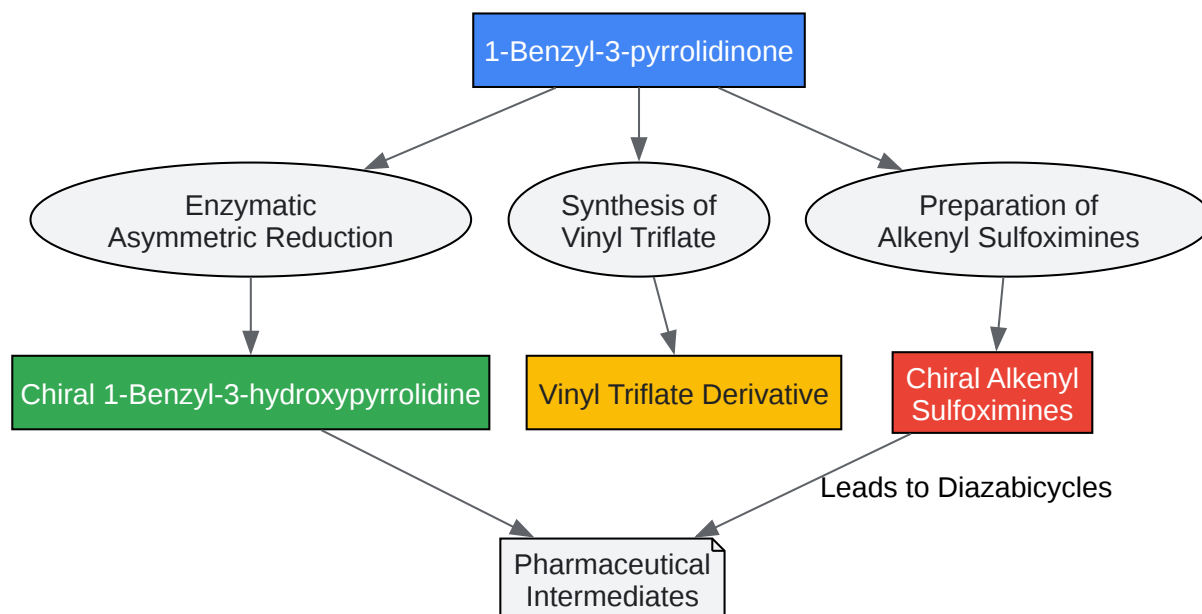 1-Benzyl-3-pyrrolidinone
Enzymatic
Asymmetric Reduction
Synthesis of
Vinyl Triflate
Preparation of
Alkenyl Sulfoximines
Chiral 1-Benzyl-3-hydroxypyrrolidine
Vinyl Triflate Derivative
Chiral Alkenyl
Sulfoximines
Leads to Diazabicycles
Pharmaceutical
Intermediates